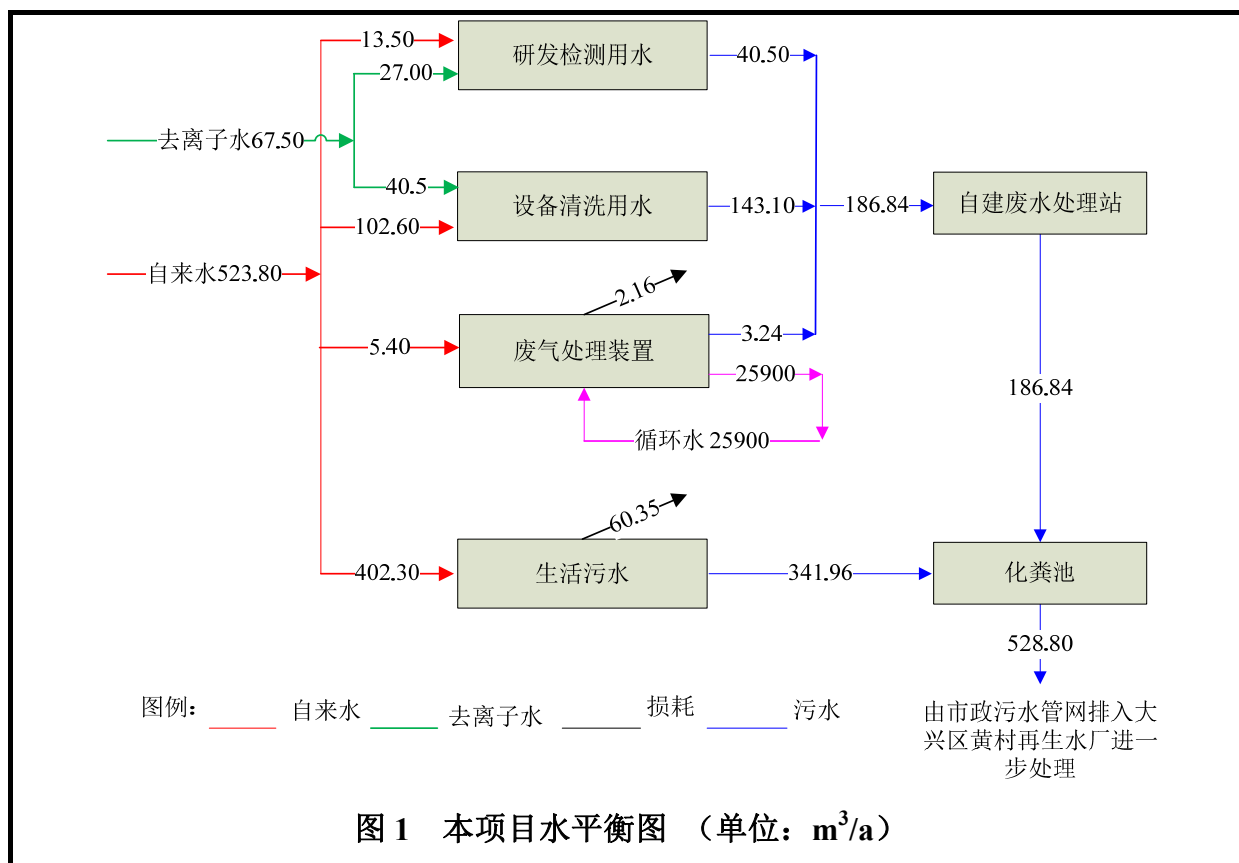 13.50
研发检测用水
40.50
27.00
去离子水67.50
40.5
设备清洗用水
143.10
186.84
自建废水处理站
102.60
自来水523.80
2.16
5.40
废气处理装置
3.24
25900
186.84
循环水 25900
60.35
402.30
生活污水
341.96
化粪池
528.80
图例:
自来水
去离子水
损耗
污水
由市政污水管网排入大
兴区黄村再生水厂进一
步处理
图 1 本项目水平衡图 （单位：m³/a）